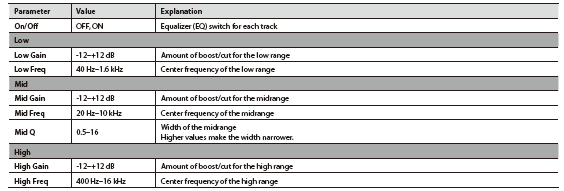 Parameter Value Explanation
On/Off OFF, ON Equalizer (EQ) switch for each track
Low
Low Gain -12–+12 dB Amount of boost/cut for the low range
Low Freq 40 Hz–1.6 kHz Center frequency of the low range
Mid
Mid Gain -12–+12 dB Amount of boost/cut for the midrange
Mid Freq 20 Hz–10 kHz Center frequency of the midrange
Mid Q 0.5–16 Width of the midrange
Higher values make the width narrower.
High
High Gain -12–+12 dB Amount of boost/cut for the high range
High Freq 400 Hz–16 kHz Center frequency of the high range